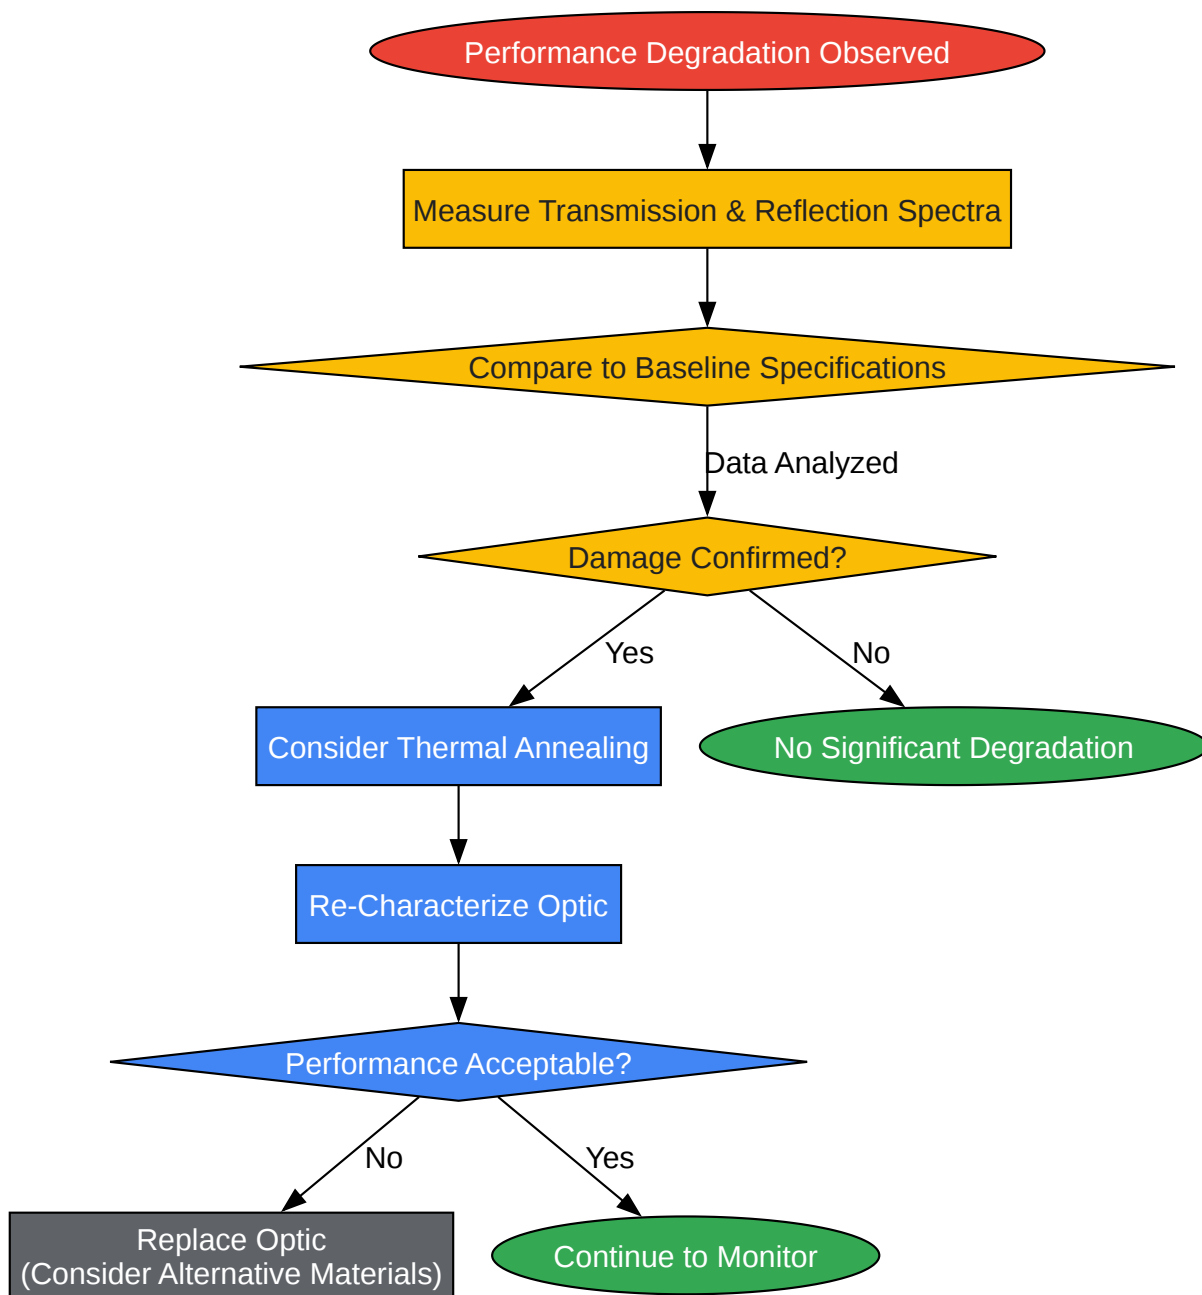 Performance Degradation Observed
Measure Transmission & Reflection Spectra
Compare to Baseline Specifications
Data Analyzed
Damage Confirmed?
Yes
No
Consider Thermal Annealing
No Significant Degradation
Re-Characterize Optic
Performance Acceptable?
No
Yes
Replace Optic
(Consider Alternative Materials)
Continue to Monitor